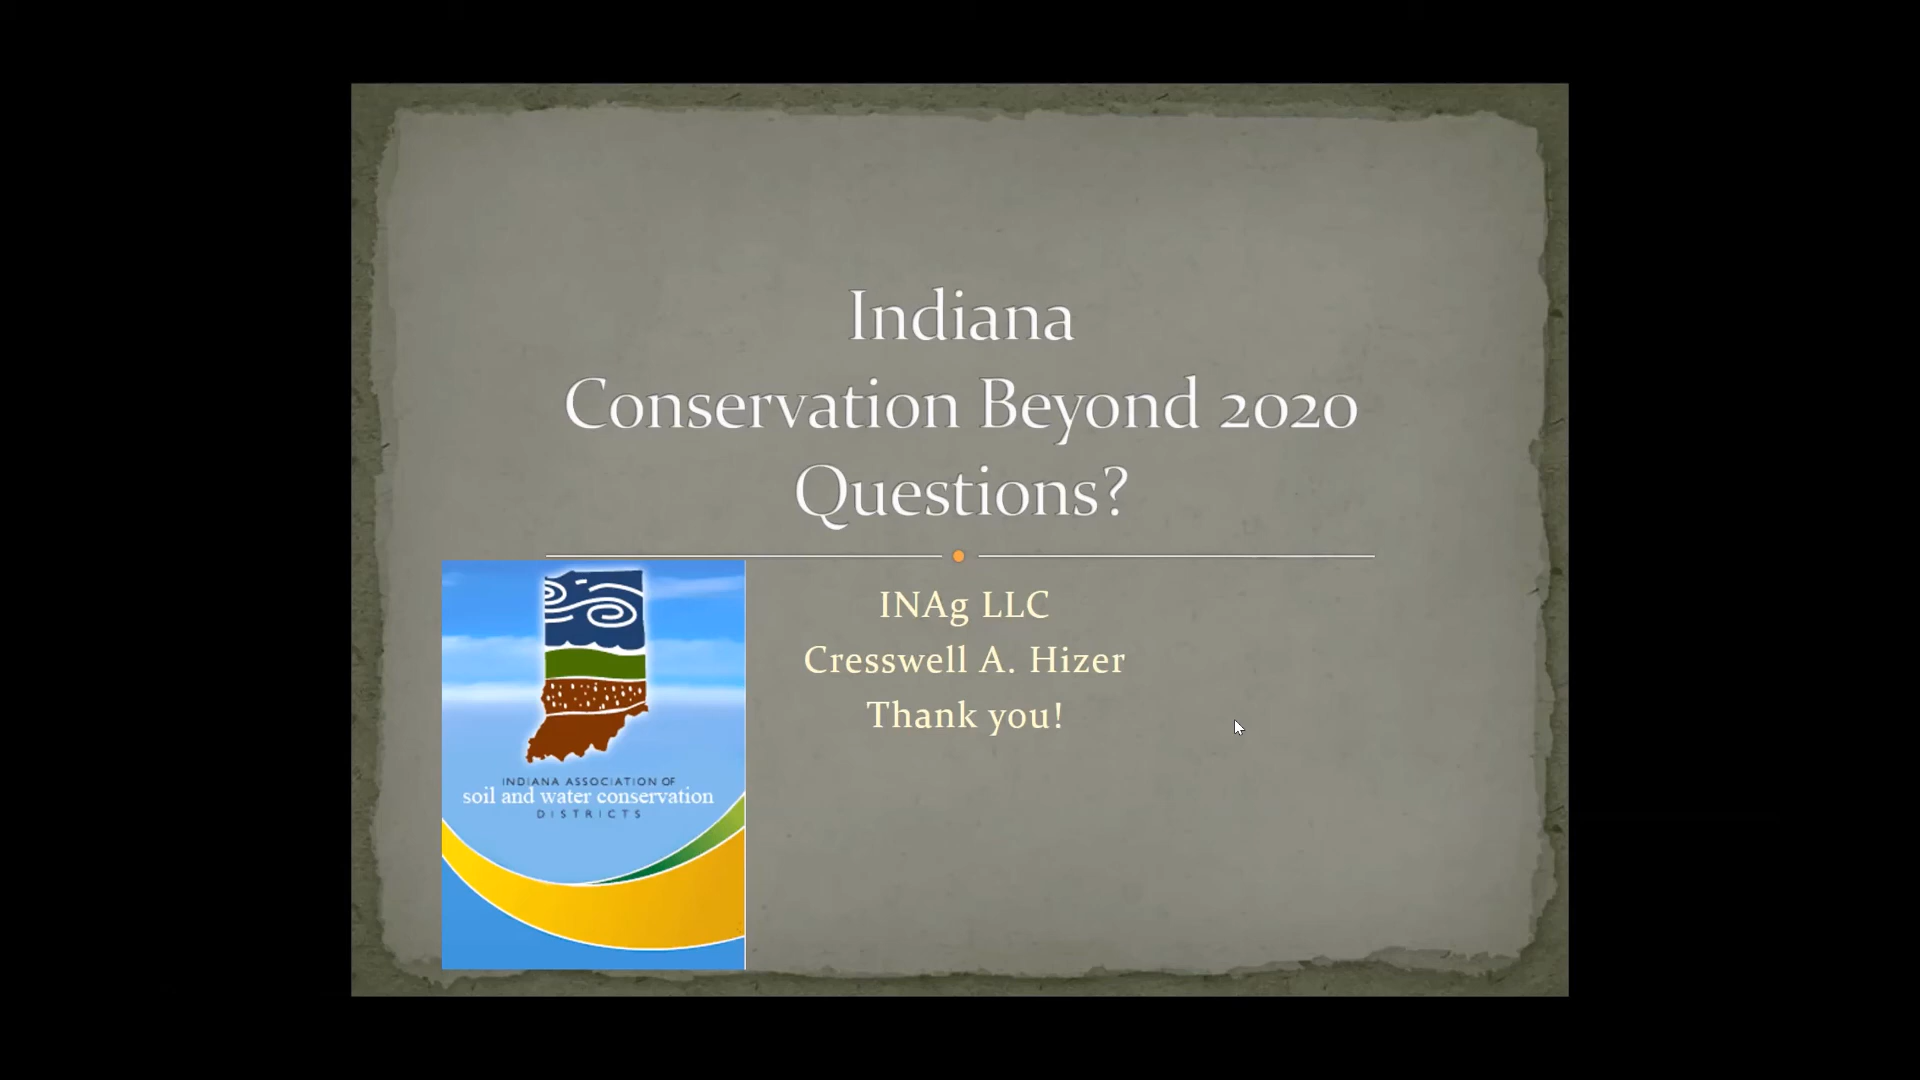 Indiana
Conservation Beyond 2020
Questions?
INAg LLC
Cresswell A. Hizer
Thank you!
INDIANA ASSOCIATION OF
soil and water conservation
DISTRICTS